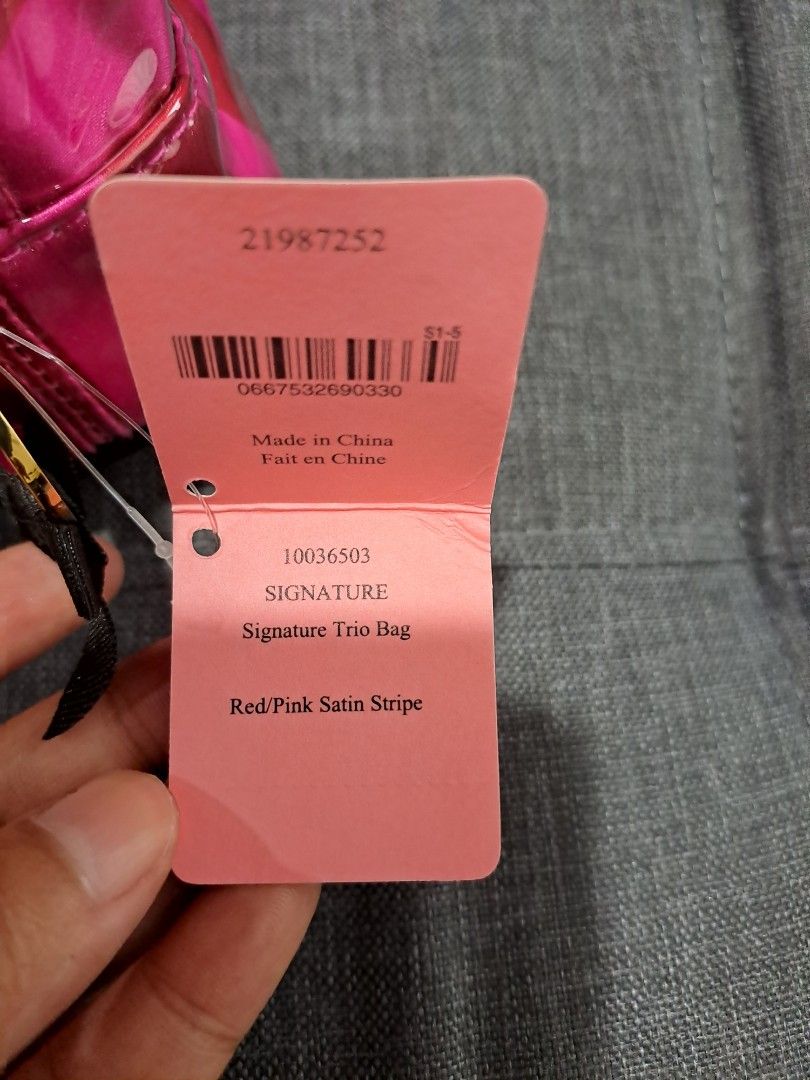 21987252
S1-5
0667532690330
Made in China
Fait en Chine
10036503
SIGNATURE
Signature Trio Bag
Red/Pink Satin Stripe